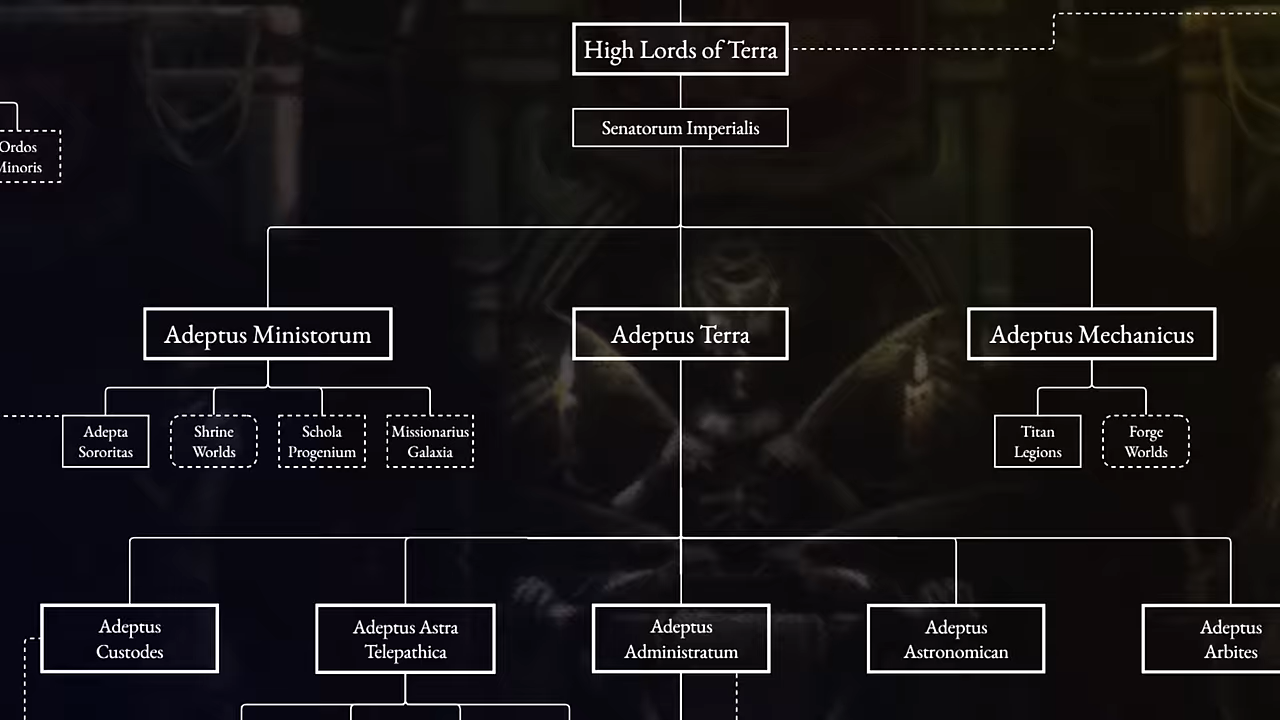 High Lords of Terra
Senatorum Imperialis
Ordos
Minoris
Adeptus Ministorum
Adeptus Terra
Adeptus Mechanicus
Adepta
Sororitas
Shrine
Worlds
Schola
Progenium
Missionarius
Galaxia
Titan
Legions
Forge
Worlds
Adeptus
Custodes
Adeptus Astra
Telepathica
Adeptus
Administratum
Adeptus
Astronomican
Adeptus
Arbites